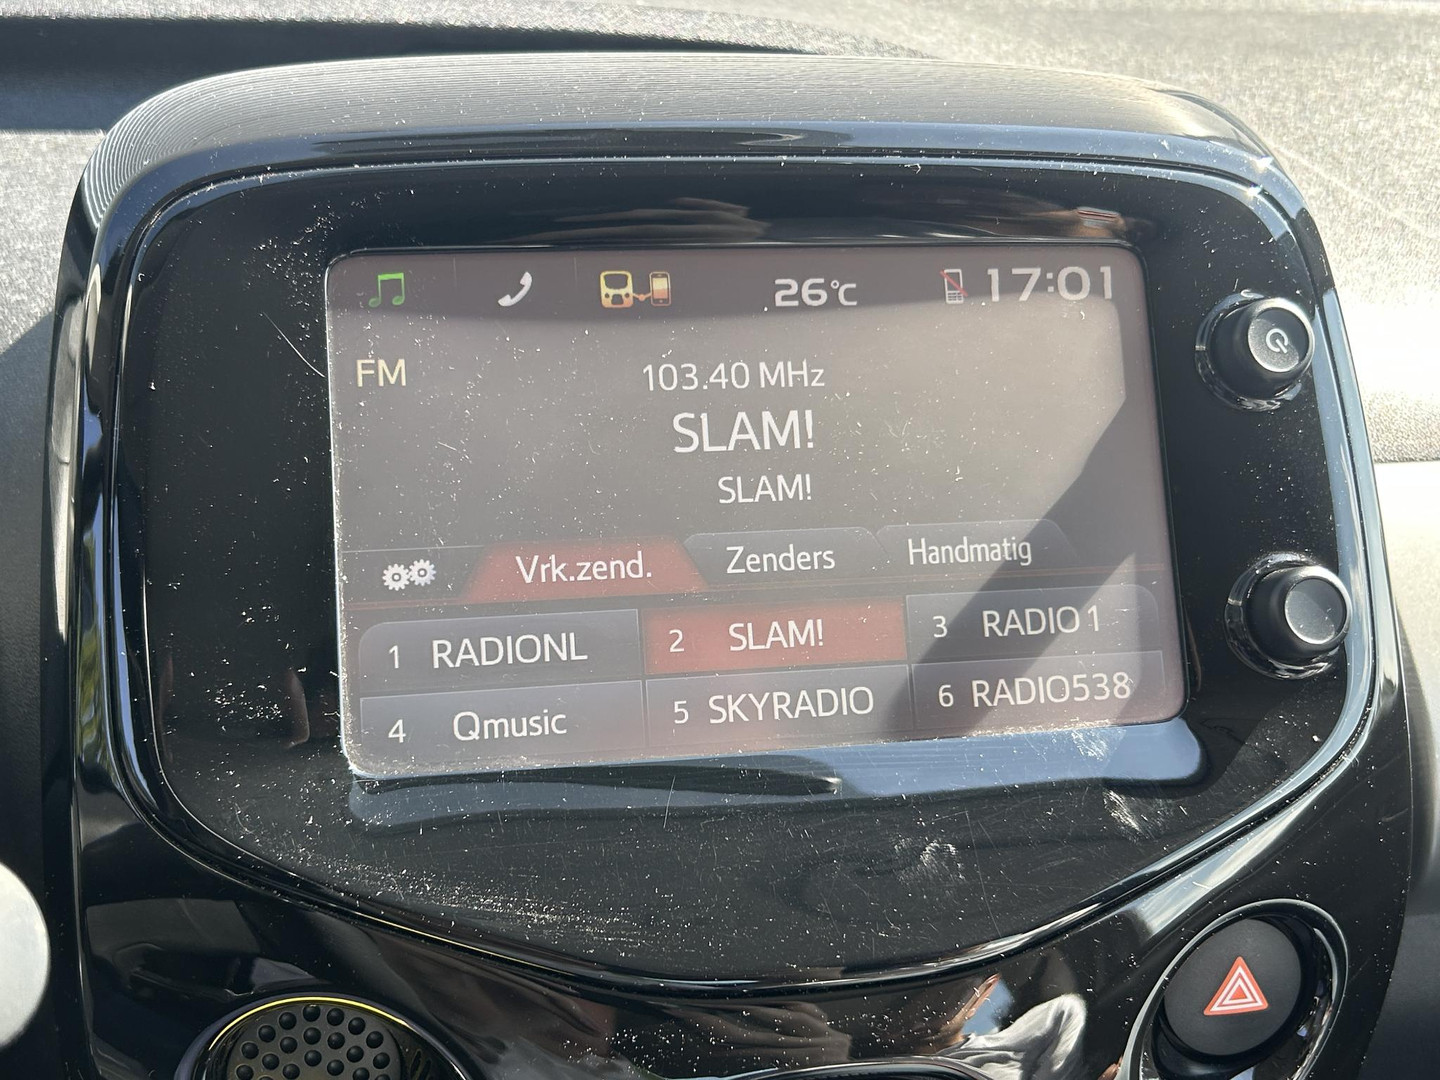 26°C
17:01
FM
103.40 MHz
SLAM!
SLAM!
Vrk.zend.
Zenders
Handmatig
1 RADIONL
2 SLAM!
3 RADIO 1
4 Qmusic
5 SKYRADIO
6 RADIO538